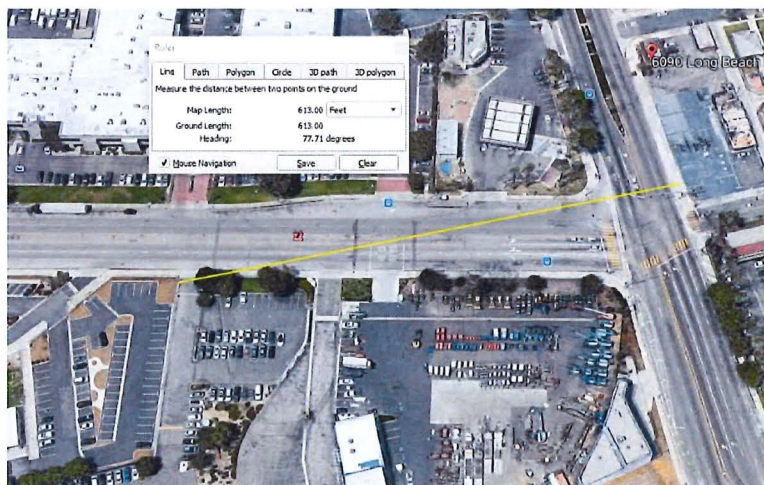 Ruler
Line Path Polygon Circle 3D path 3D polygon
Measure the distance between two points on the ground
Map Length: 613.00 Feet
Ground Length: 613.00
Heading: 77.71 degrees
Mouse Navigation Save Clear
6090 Long Beach